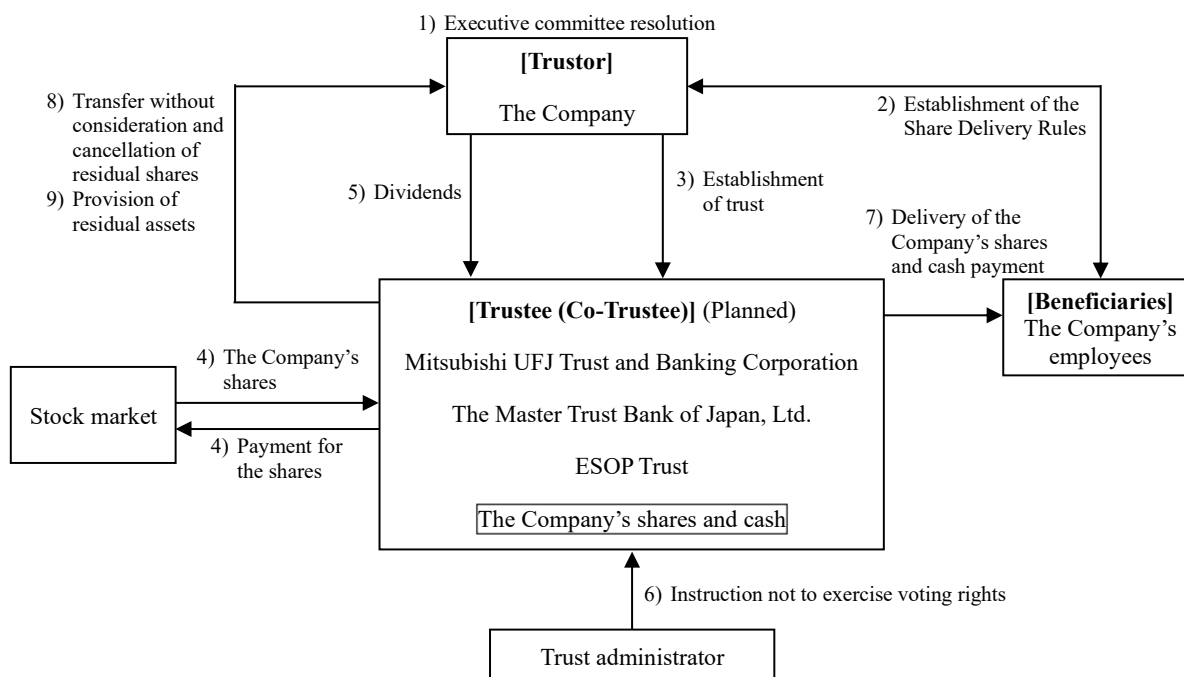 1) Executive committee resolution
[Trustor]
The Company
8) Transfer without
consideration and
cancellation of
residual shares
9) Provision of
residual assets
2) Establishment of the
Share Delivery Rules
5) Dividends
3) Establishment
of trust
7) Delivery of the
Company’s shares
and cash payment
[Trustee (Co-Trustee)] (Planned)
Mitsubishi UFJ Trust and Banking Corporation
The Master Trust Bank of Japan, Ltd.
ESOP Trust
The Company’s shares and cash
[Beneficiaries]
The Company’s
employees
4) The Company’s
shares
Stock market
4) Payment for
the shares
6) Instruction not to exercise voting rights
Trust administrator